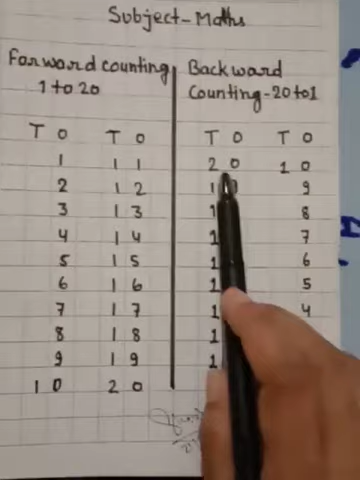 Subject-Maths
Forward counting
1 to 20
Backward
Counting-20 to 1
T O T O T O T O
1 1 1 2 0 1 0
2 1 2 1 9
3 1 3 1 8
4 1 4 1 7
5 1 5 1 6
6 1 6 1 5
7 1 7 1 4
8 1 8 1
9 1 9 1
1 0 2 0